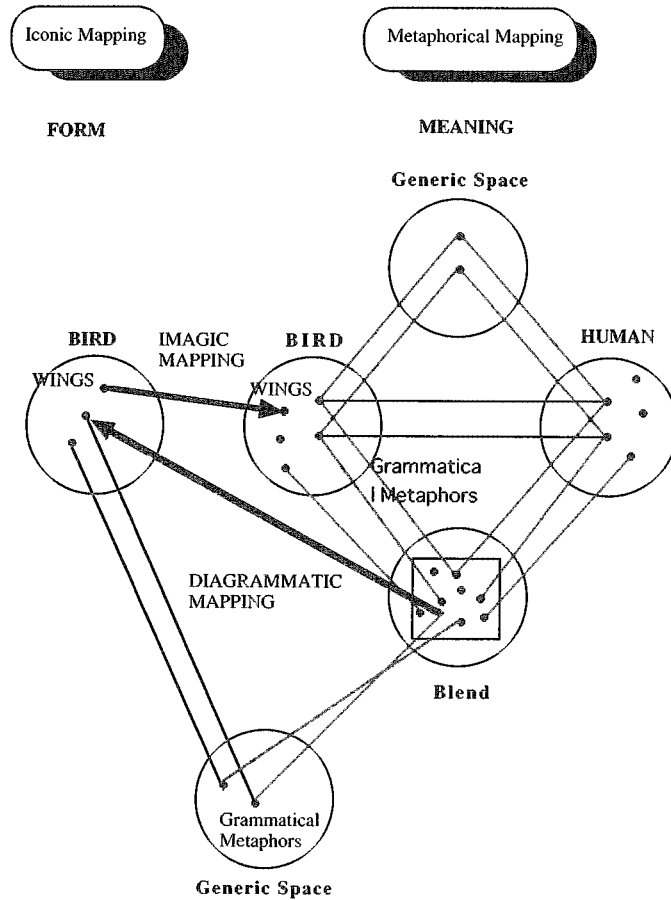 Iconic Mapping
Metaphorical Mapping
FORM
MEANING
Generic Space
BIRD
IMAGIC
MAPPING
BIRD
HUMAN
WINGS
WINGS
Grammatica
l Metaphors
DIAGRAMMATIC
MAPPING
Blend
Grammatical
Metaphors
Generic Space